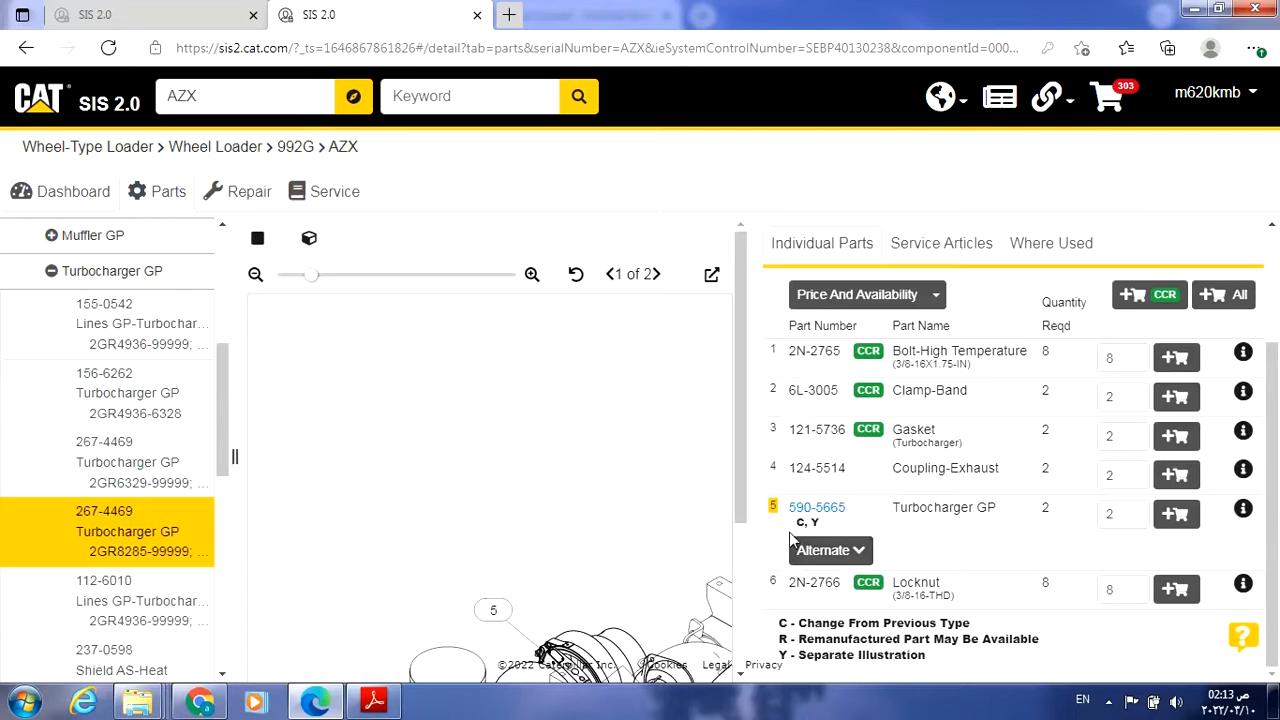 SIS 2.0
SIS 2.0
https://sis2.cat.com/?_ts=1646867861826#/detail?tab=parts&serialNumber=AZX&ieSystemControlNumber=SEBP40130238&componentId=000...
CAT SIS 2.0
AZX
Keyword
303
m620kmb
Wheel-Type Loader > Wheel Loader > 992G > AZX
Dashboard
Parts
Repair
Service
Muffler GP
Turbocharger GP
155-0542
Lines GP-Turbochar...
2GR4936-99999; ...
156-6262
Turbocharger GP
2GR4936-6328
267-4469
Turbocharger GP
2GR6329-99999; ...
267-4469
Turbocharger GP
2GR8285-99999; ...
112-6010
Lines GP-Turbochar...
2GR4936-99999; ...
237-0598
Shield AS-Heat
1 of 2
5
©2022 Caterpillar Inc. Cookies Legal Privacy
Individual Parts
Service Articles
Where Used
Price And Availability
Quantity
Reqd
CCR
All
Part Number
Part Name
1 2N-2765 CCR Bolt-High Temperature 8 8
(3/8-16X1.75-IN)
2 6L-3005 CCR Clamp-Band 2 2
3 121-5736 CCR Gasket 2 2
(Turbocharger)
4 124-5514 Coupling-Exhaust 2 2
5 590-5665 Turbocharger GP 2 2
C, Y
Alternate
6 2N-2766 CCR Locknut 8 8
(3/8-16-THD)
C - Change From Previous Type
R - Remanufactured Part May Be Available
Y - Separate Illustration
?
EN
02:13 ص
٢٠٢٢/٠٣/١٠